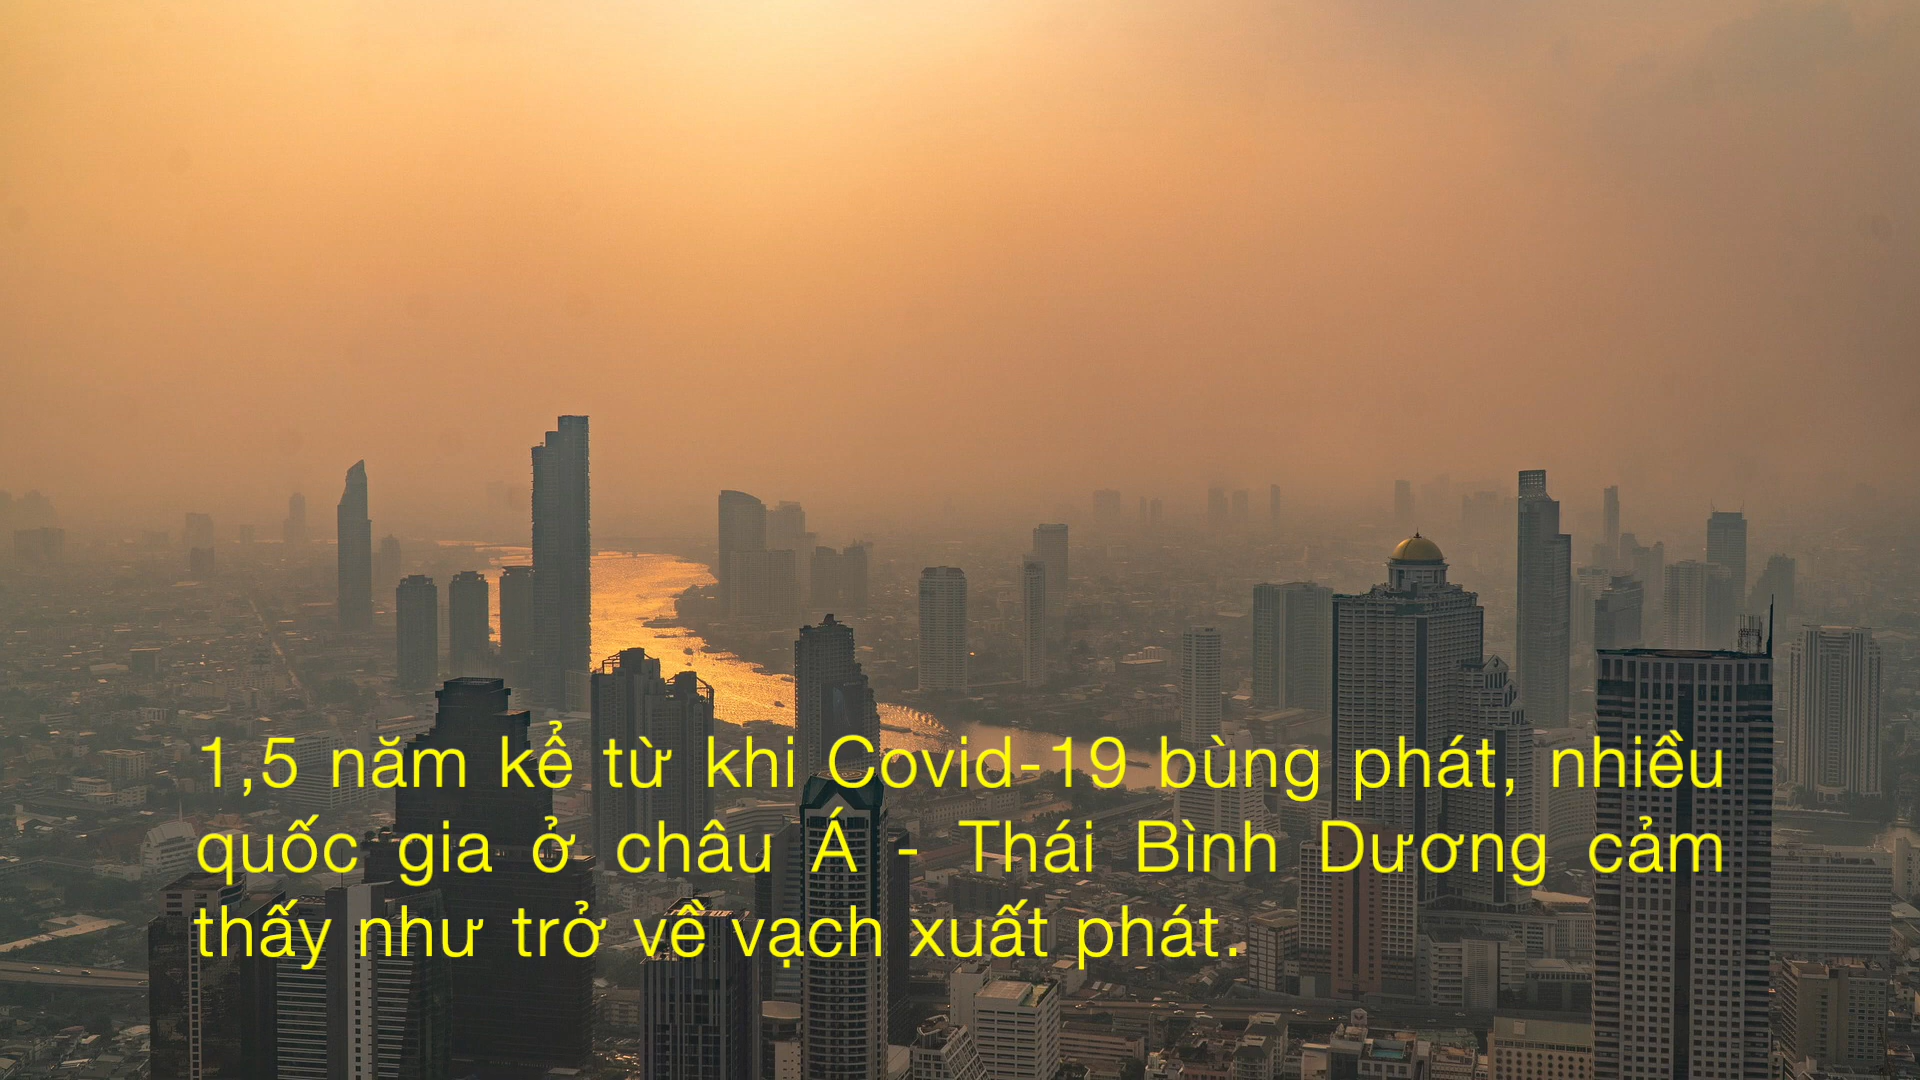 1,5 năm kể từ khi Covid-19 bùng phát, nhiều
quốc gia ở châu Á - Thái Bình Dương cảm
thấy như trở về vạch xuất phát.